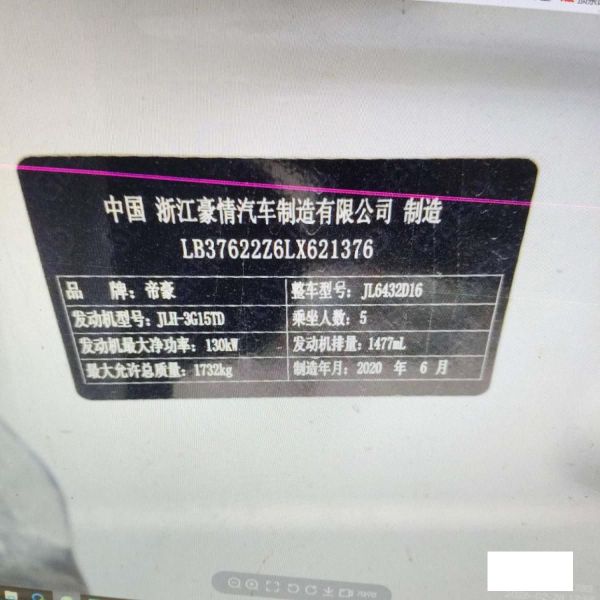 中国 浙江豪情汽车制造有限公司 制造
LB37622Z6LX621376
品 牌：帝豪 整车型号：JL6432D16
发动机型号：JLH-3G15TD 乘坐人数：5
发动机最大净功率：130kW 发动机排量：1477mL
最大允许总质量：1732kg 制造年月：2020 年 6 月